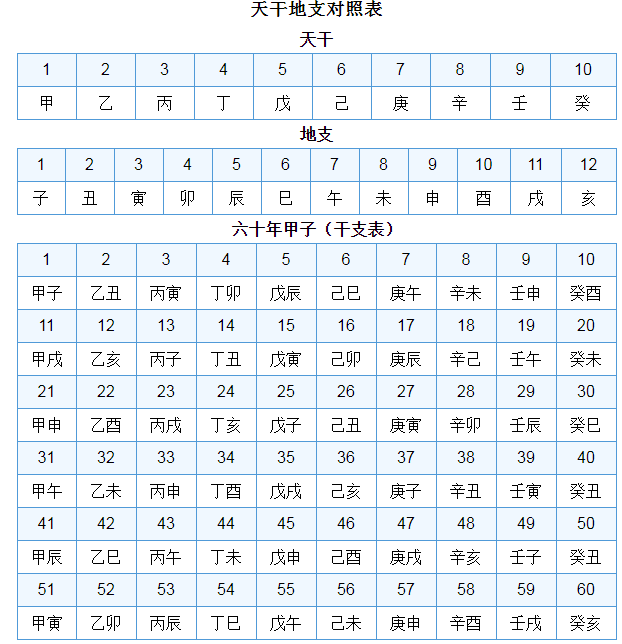 天干地支对照表
天干
1 2 3 4 5 6 7 8 9 10
甲 乙 丙 丁 戊 己 庚 辛 壬 癸
地支
1 2 3 4 5 6 7 8 9 10 11 12
子 丑 寅 卯 辰 巳 午 未 申 酉 戌 亥
六十年甲子（干支表）
1 2 3 4 5 6 7 8 9 10
甲子 乙丑 丙寅 丁卯 戊辰 己巳 庚午 辛未 壬申 癸酉
11 12 13 14 15 16 17 18 19 20
甲戌 乙亥 丙子 丁丑 戊寅 己卯 庚辰 辛己 壬午 癸未
21 22 23 24 25 26 27 28 29 30
甲申 乙酉 丙戌 丁亥 戊子 己丑 庚寅 辛卯 壬辰 癸巳
31 32 33 34 35 36 37 38 39 40
甲午 乙未 丙申 丁酉 戊戌 己亥 庚子 辛丑 壬寅 癸丑
41 42 43 44 45 46 47 48 49 50
甲辰 乙巳 丙午 丁未 戊申 己酉 庚戌 辛亥 壬子 癸丑
51 52 53 54 55 56 57 58 59 60
甲寅 乙卯 丙辰 丁巳 戊午 己未 庚申 辛酉 壬戌 癸亥